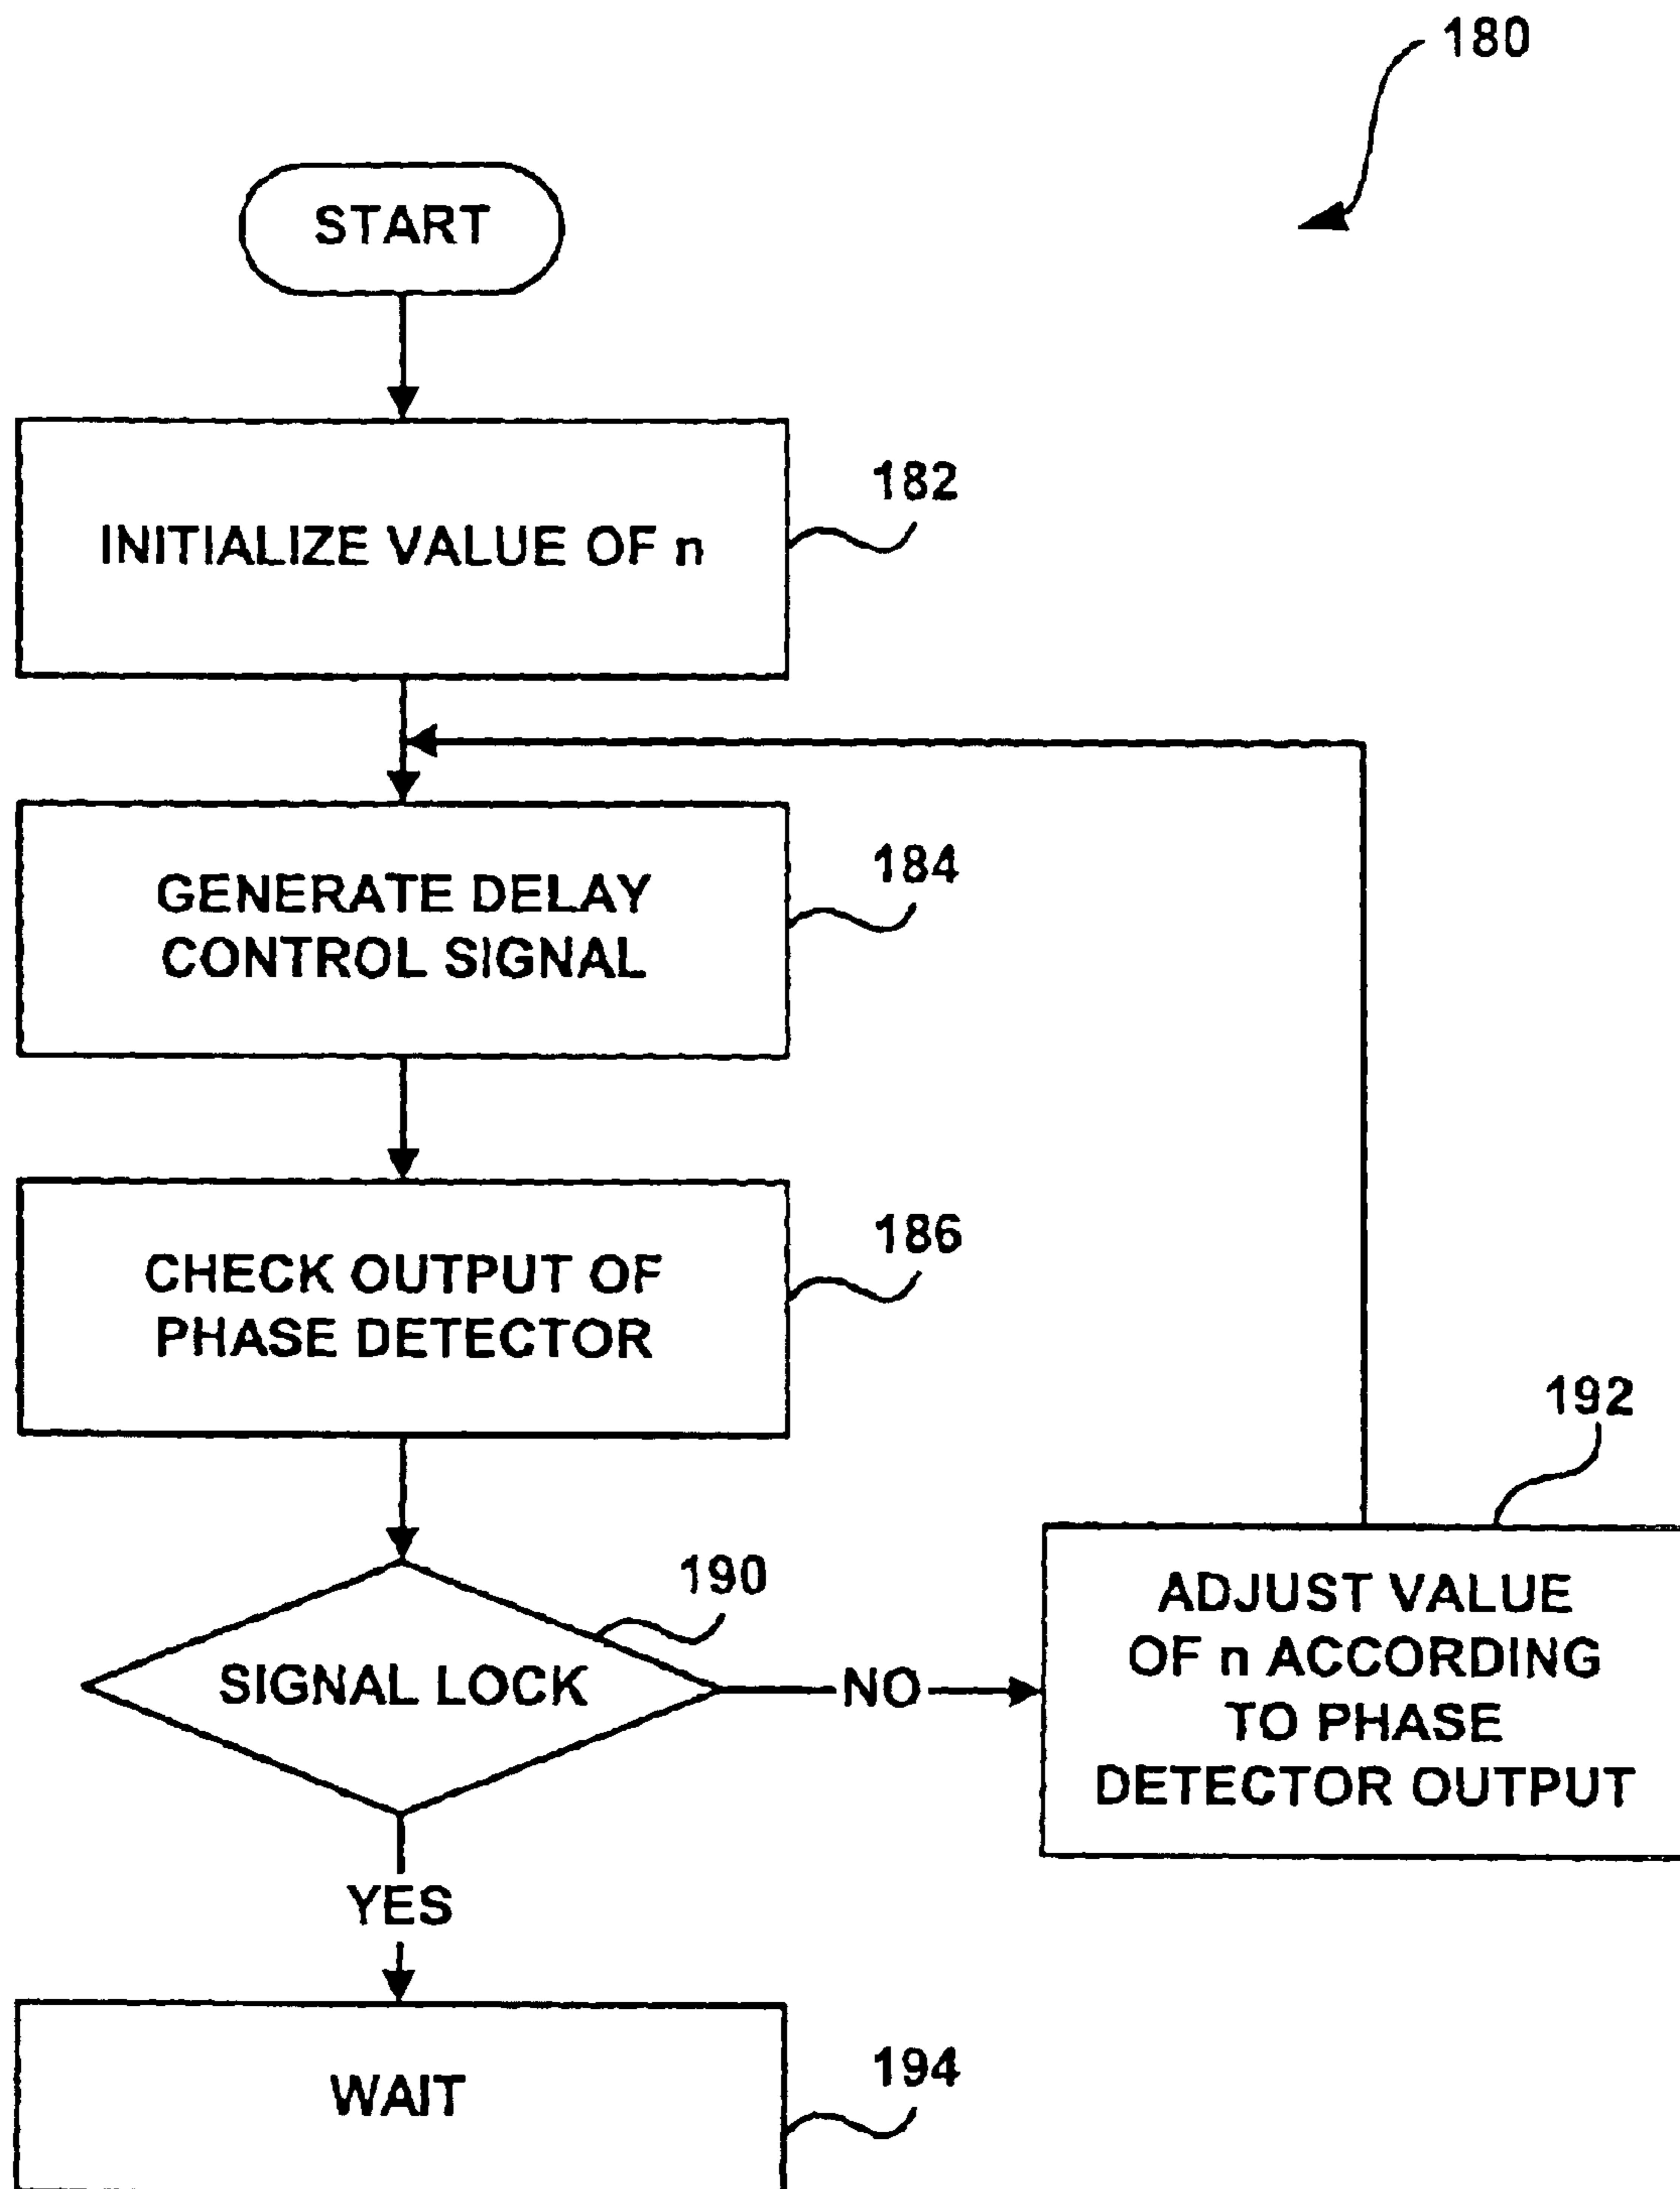 180
START
182
INITIALIZE VALUE OF n
184
GENERATE DELAY
CONTROL SIGNAL
186
CHECK OUTPUT OF
PHASE DETECTOR
190
SIGNAL LOCK
NO
192
ADJUST VALUE
OF n ACCORDING
TO PHASE
DETECTOR OUTPUT
YES
194
WAIT